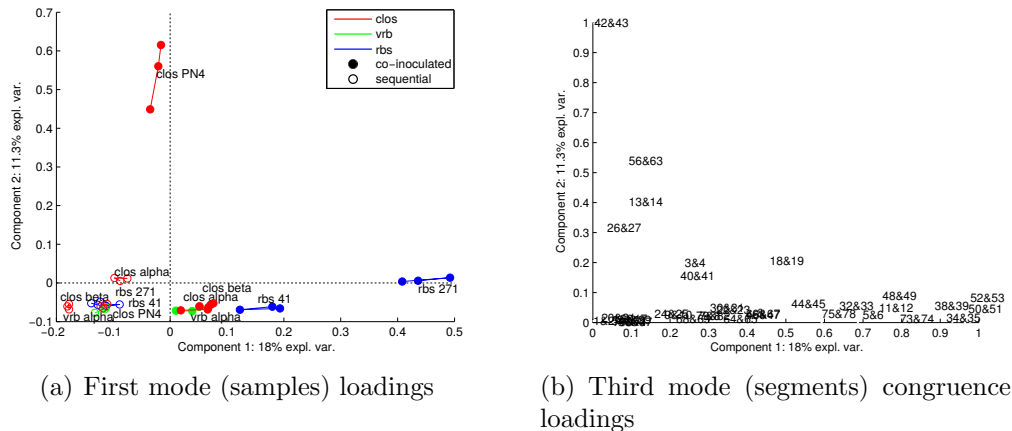 0.7
0.6
0.5
0.4
0.3
0.2
0.1
0
−0.1
−0.2
−0.1
0
0.1
0.2
0.3
0.4
0.5
Component 2: 11.3% expl. var.
Component 1: 18% expl. var.
clos
vrb
rbs
co−inoculated
sequential
clos PN4
clos alpha
rbs 271
clos beta
rbs 41
vrb alpha
clos PN4
clos beta
clos alpha
vrb alpha
rbs 41
rbs 271
1
0.9
0.8
0.7
0.6
0.5
0.4
0.3
0.2
0.1
0
0
0.1
0.2
0.3
0.4
0.5
0.6
0.7
0.8
0.9
1
Component 2: 11.3% expl. var.
Component 1: 18% expl. var.
42&43
56&63
13&14
26&27
3&4
18&19
40&41
44&45
32&33
48&49
52&53
38&39
50&51
75&78
5&6
73&74
34&35
(a) First mode (samples) loadings
(b) Third mode (segments) congruence
loadings